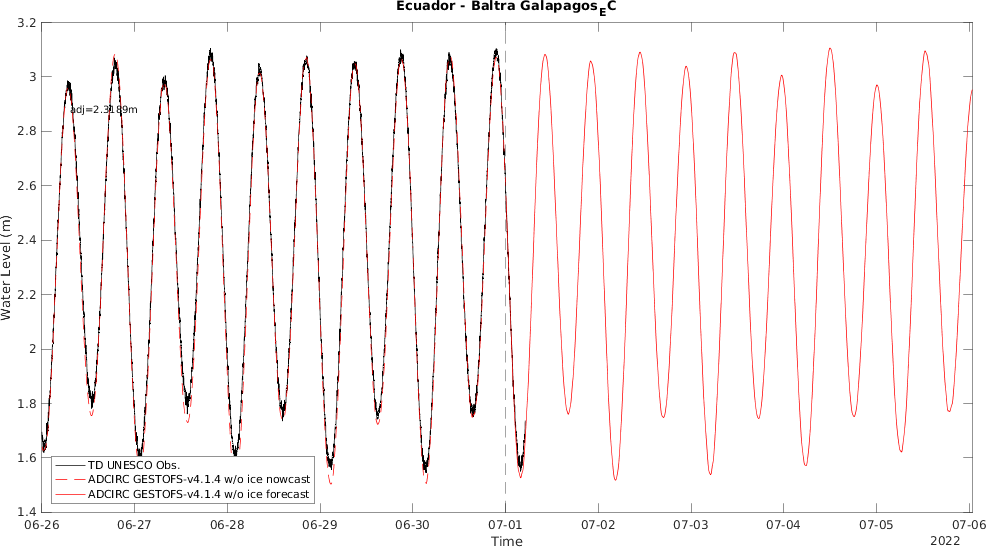 Ecuador - Baltra GalapagosEC
3.2
3
2.8
2.6
2.4
2.2
2
1.8
1.6
1.4
Water Level (m)
adj=2.3189m
TD UNESCO Obs.
ADCIRC GESTOFS-v4.1.4 w/o ice nowcast
ADCIRC GESTOFS-v4.1.4 w/o ice forecast
06-26 06-27 06-28 06-29 06-30 07-01 07-02 07-03 07-04 07-05 07-06
Time
2022